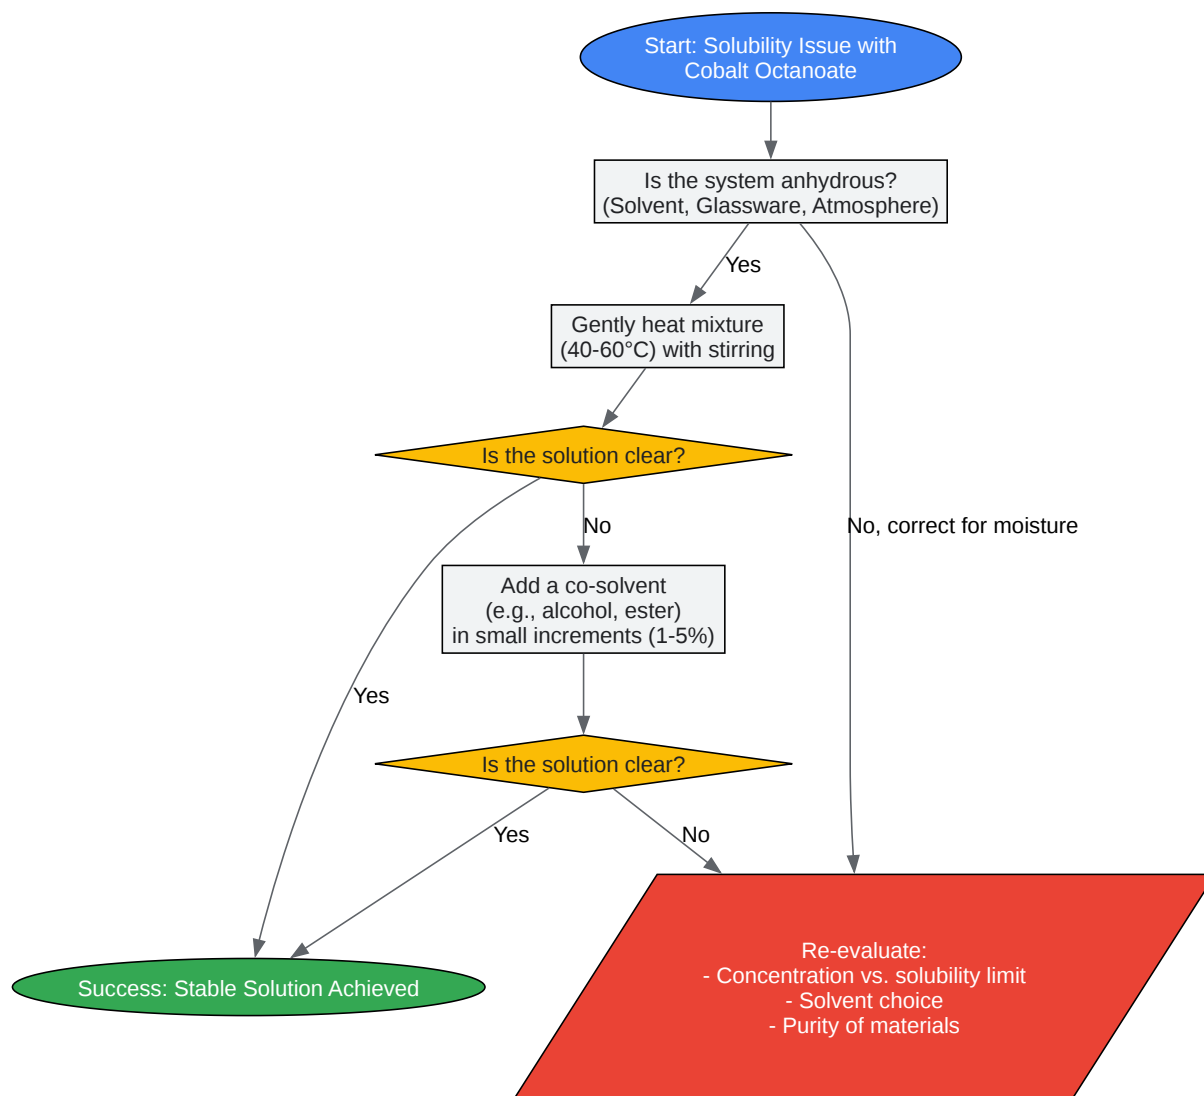 Start: Solubility Issue with
Cobalt Octanoate
Is the system anhydrous?
(Solvent, Glassware, Atmosphere)
Yes
Gently heat mixture
(40-60°C) with stirring
Is the solution clear?
No
No, correct for moisture
Add a co-solvent
(e.g., alcohol, ester)
in small increments (1-5%)
Yes
Is the solution clear?
Yes
No
Re-evaluate:
- Concentration vs. solubility limit
- Solvent choice
- Purity of materials
Success: Stable Solution Achieved